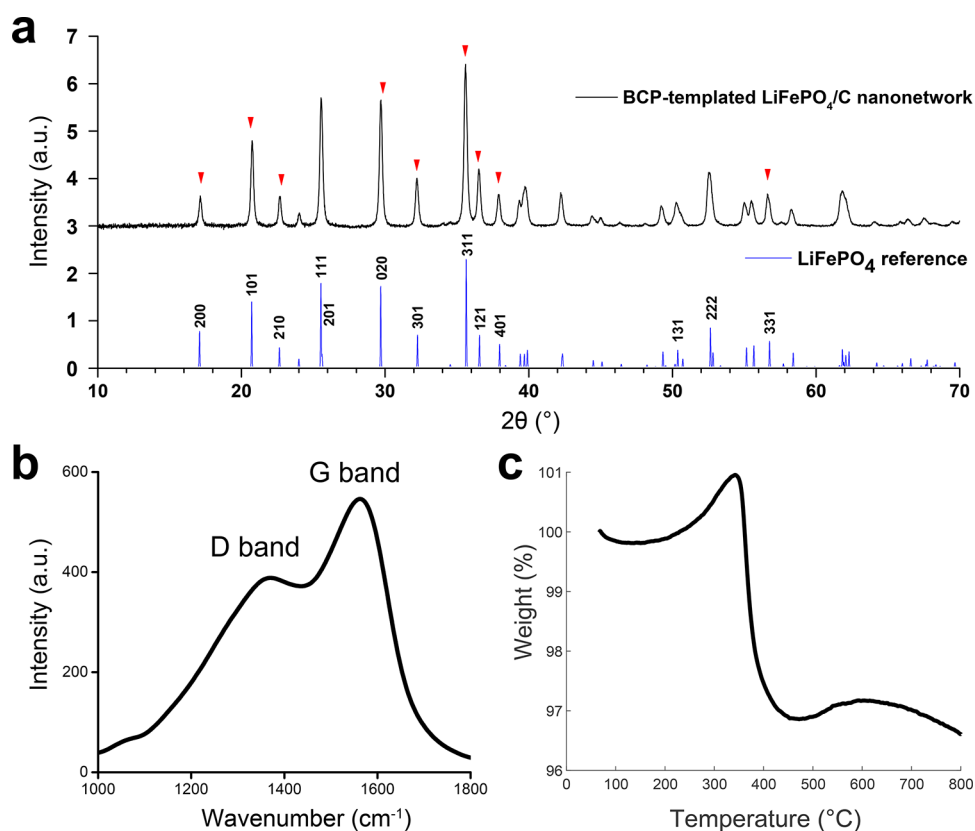 a
7
6
5
4
3
2
1
0
Intensity (a.u.)
BCP-templated LiFePO4/C nanonetwork
LiFePO4 reference
200
101
210
111
201
020
301
311
121
401
131
222
331
10 20 30 40 50 60 70
2θ (°)
b
600
400
200
0
Intensity (a.u.)
D band
G band
1000 1200 1400 1600 1800
Wavenumber (cm-1)
c
101
100
99
98
97
96
Weight (%)
0 100 200 300 400 500 600 700 800
Temperature (°C)